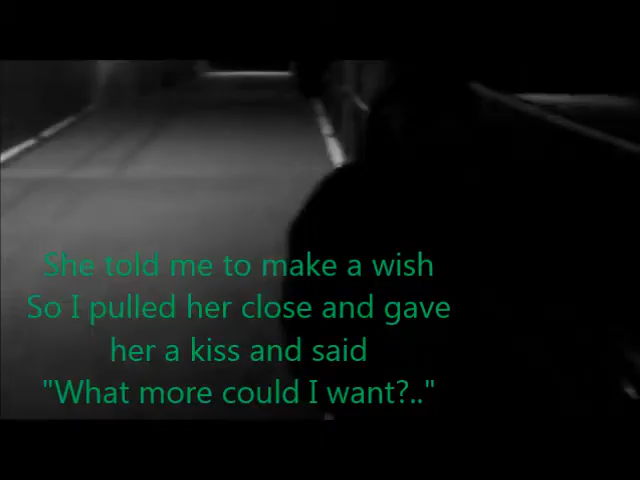 She told me to make a wish
So I pulled her close and gave
her a kiss and said
"What more could I want?.."